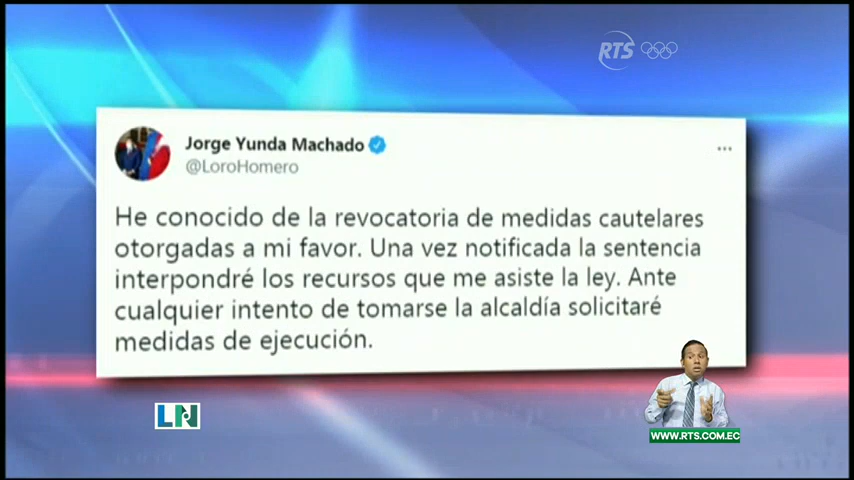 RTS
Jorge Yunda Machado
@LoroHomero
He conocido de la revocatoria de medidas cautelares
otorgadas a mi favor. Una vez notificada la sentencia
interpondré los recursos que me asiste la ley. Ante
cualquier intento de tomarse la alcaldía solicitaré
medidas de ejecución.
LN
WWW.RTS.COM.EC